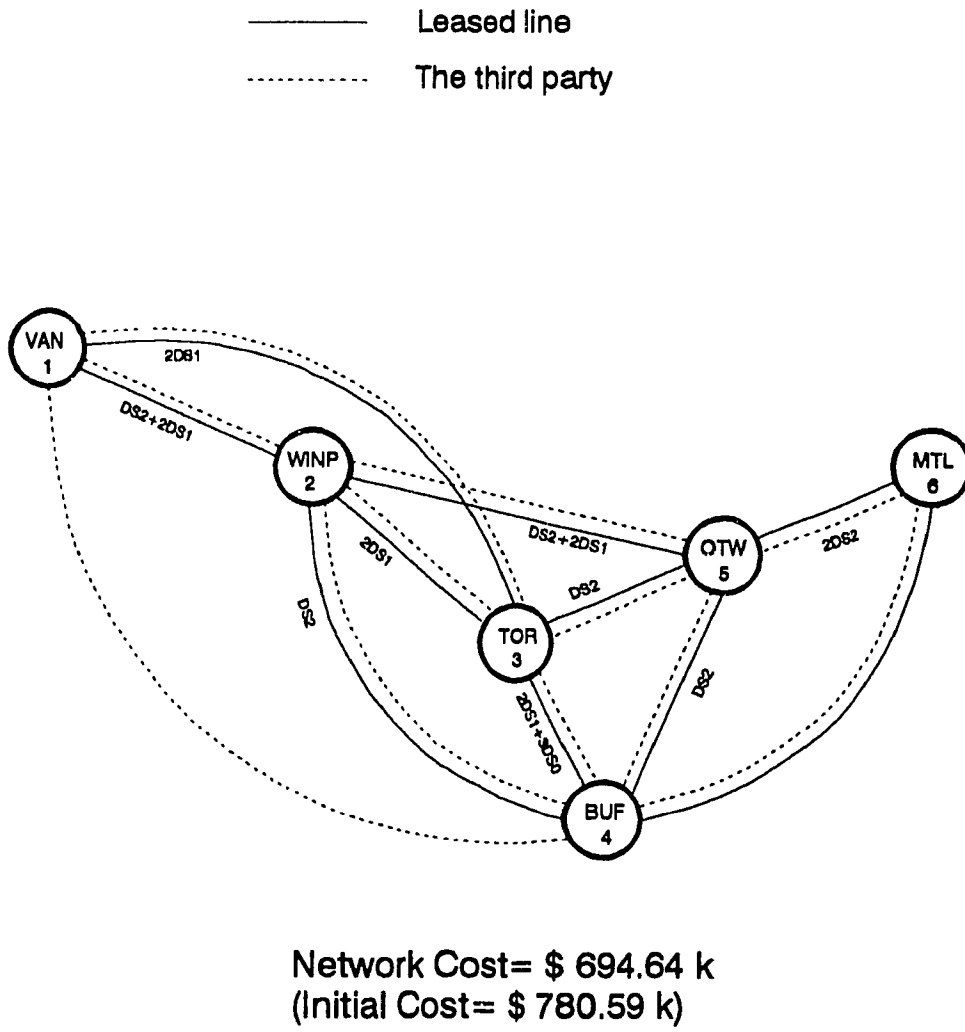 Leased line
The third party
VAN
1
2DS1
DS2+2DS1
WINP
2
MTL
6
DS2+2DS1
OTW
5
2DS2
2DS1
DS2
TOR
3
DS2
DS2
2DS1+3DS0
BUF
4
Network Cost= $ 694.64 k
(Initial Cost= $ 780.59 k)